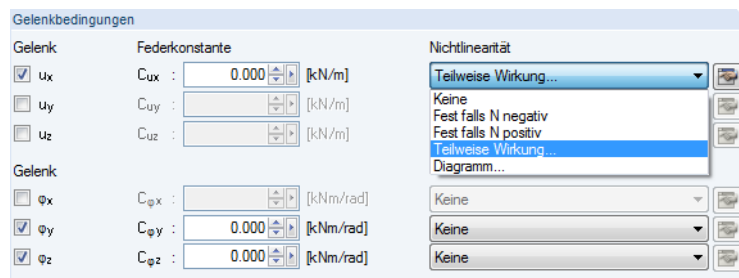 Gelenkbedingungen
Gelenk Federkonstante Nichtlinearität
ux Cux : 0.000 [kN/m] Teilweise Wirkung...
uy Cuy : [kN/m]
uz Cuz : [kN/m]
Keine
Fest falls N negativ
Fest falls N positiv
Teilweise Wirkung...
Diagramm...
Gelenk
φx Cφx : [kNm/rad] Keine
φy Cφy : 0.000 [kNm/rad] Keine
φz Cφz : 0.000 [kNm/rad] Keine